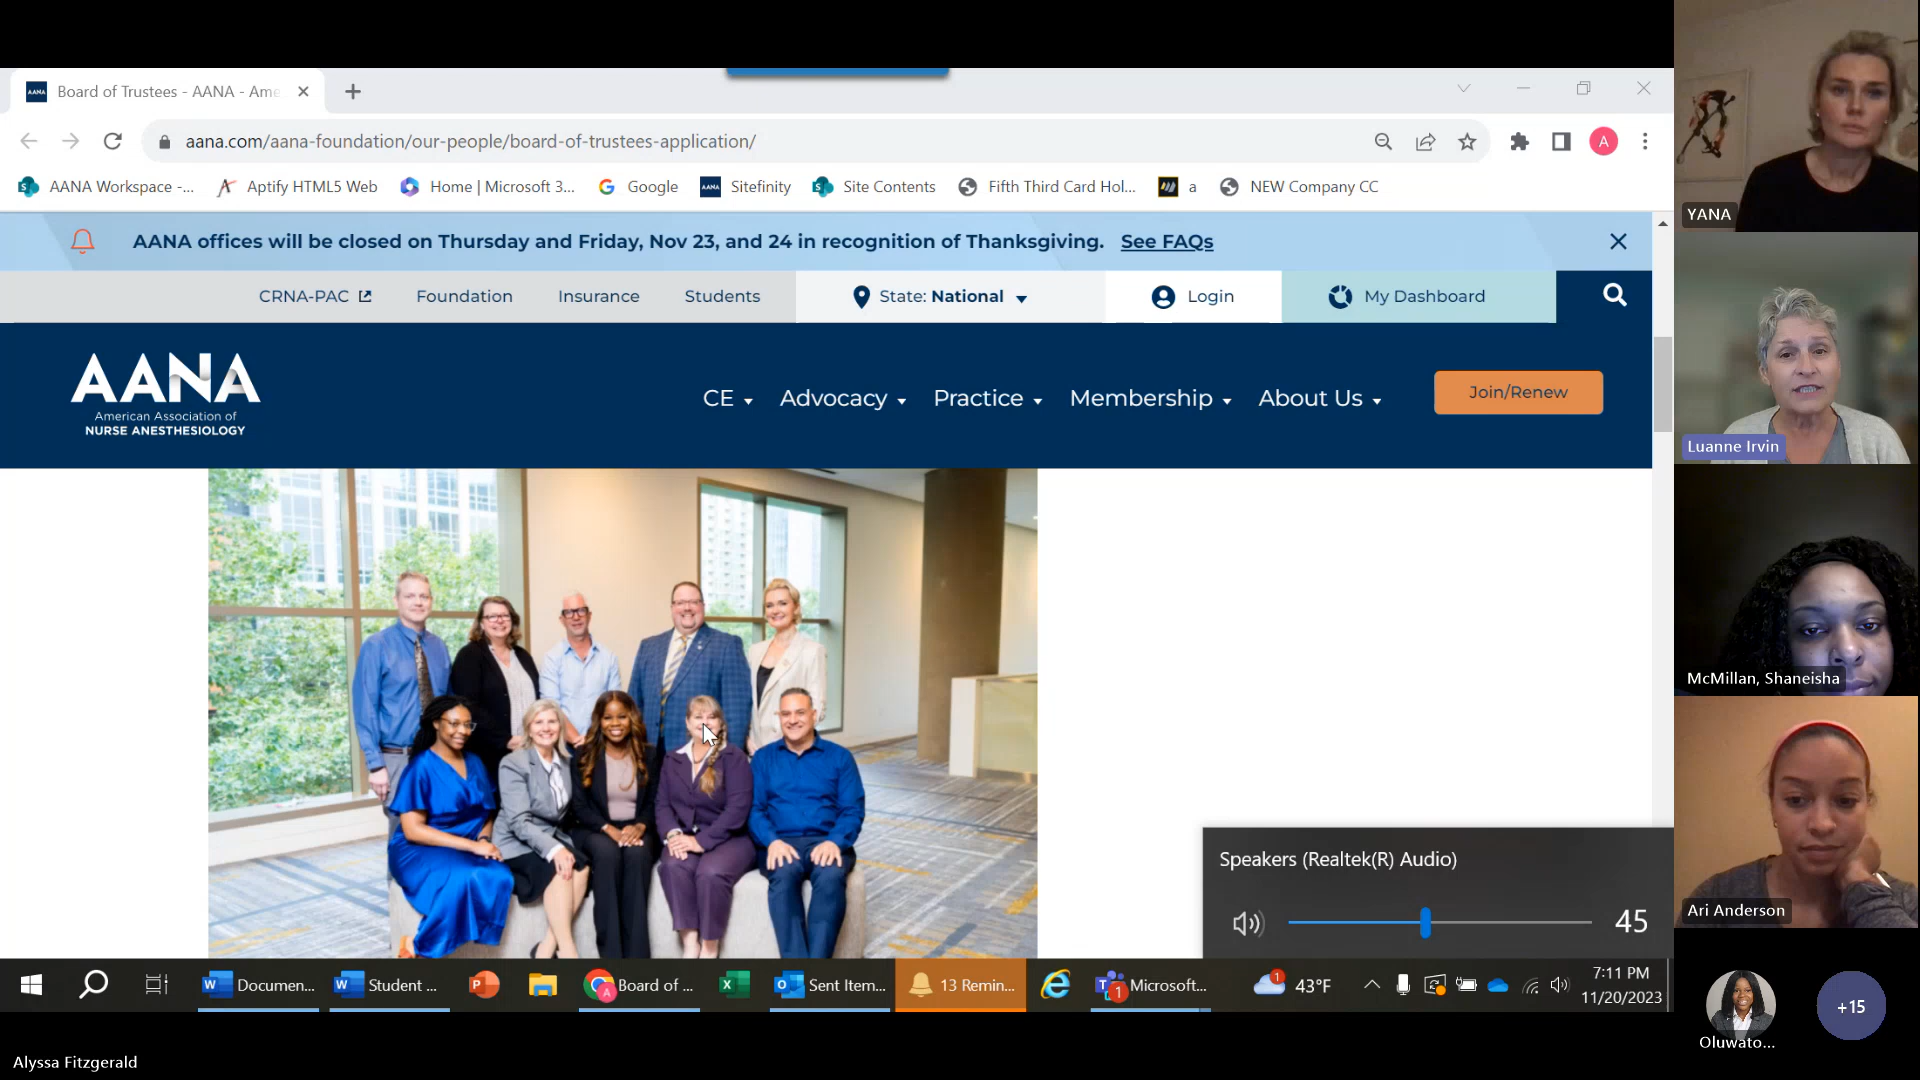 Board of Trustees - AANA - Ame
aana.com/aana-foundation/our-people/board-of-trustees-application/
A
AANA Workspace -...
Aptify HTML5 Web
Home | Microsoft 3...
Google
Sitefinity
Site Contents
Fifth Third Card Hol...
a
NEW Company CC
AANA offices will be closed on Thursday and Friday, Nov 23, and 24 in recognition of Thanksgiving. See FAQs
CRNA-PAC
Foundation
Insurance
Students
State: National
Login
My Dashboard
AANA
American Association of
NURSE ANESTHESIOLOGY
CE
Advocacy
Practice
Membership
About Us
Join/Renew
Speakers (Realtek(R) Audio)
45
Documen...
Student ...
Board of ...
Sent Item...
13 Remin...
Microsoft...
43°F
7:11 PM
11/20/2023
YANA
Luanne Irvin
McMillan, Shaneisha
Ari Anderson
Oluwato...
+15
Alyssa Fitzgerald